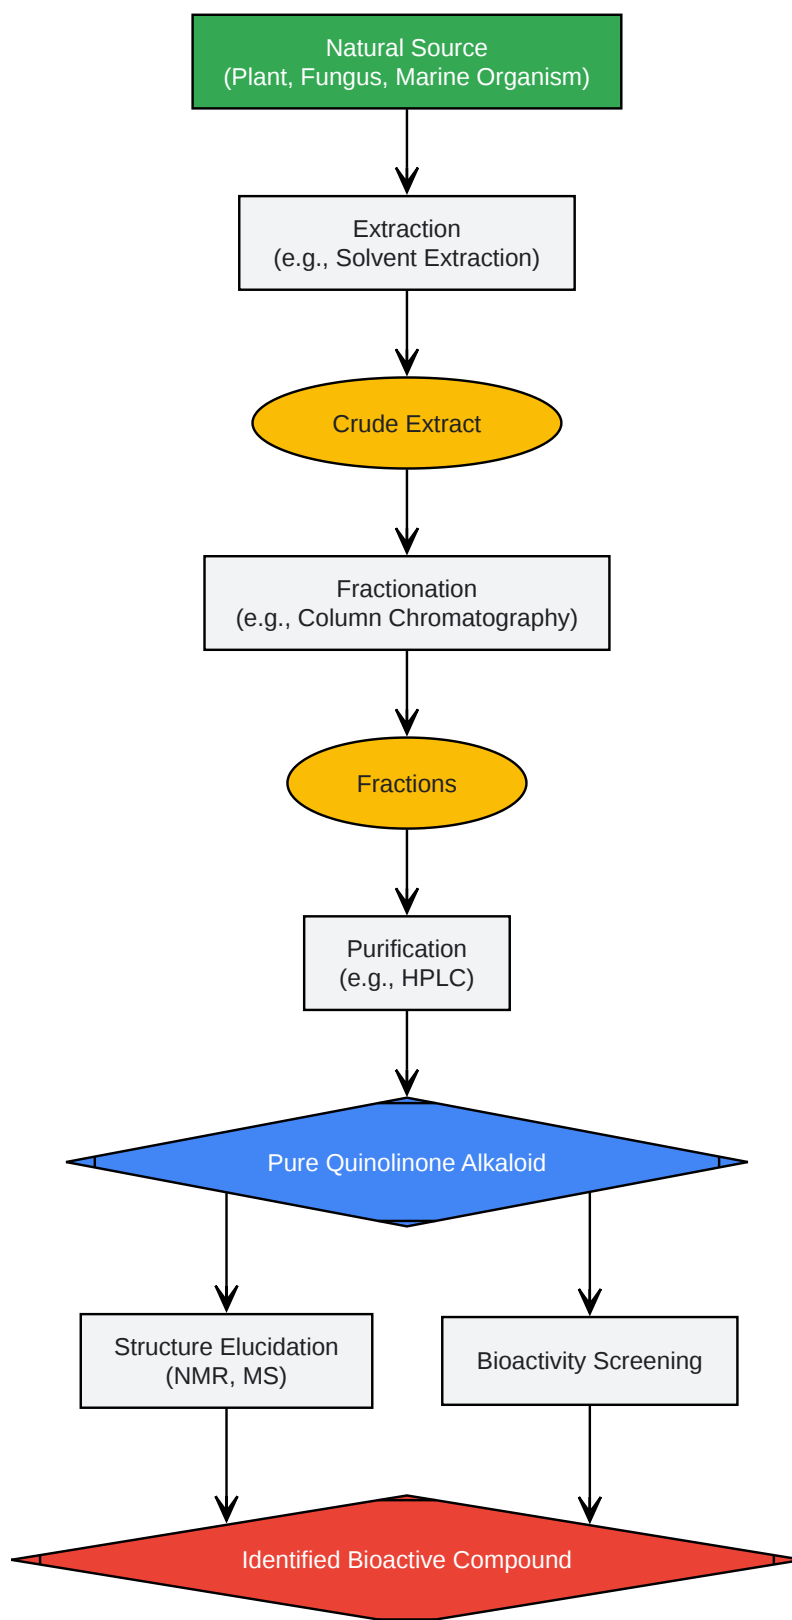 Natural Source
(Plant, Fungus, Marine Organism)
Extraction
(e.g., Solvent Extraction)
Crude Extract
Fractionation
(e.g., Column Chromatography)
Fractions
Purification
(e.g., HPLC)
Pure Quinolinone Alkaloid
Structure Elucidation
(NMR, MS)
Bioactivity Screening
Identified Bioactive Compound